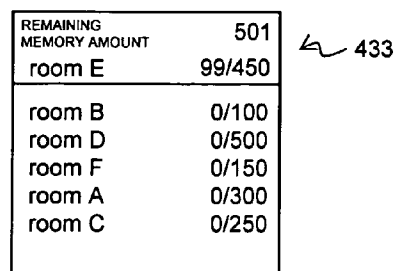 REMAINING
MEMORY AMOUNT 501
room E 99/450
room B 0/100
room D 0/500
room F 0/150
room A 0/300
room C 0/250
433